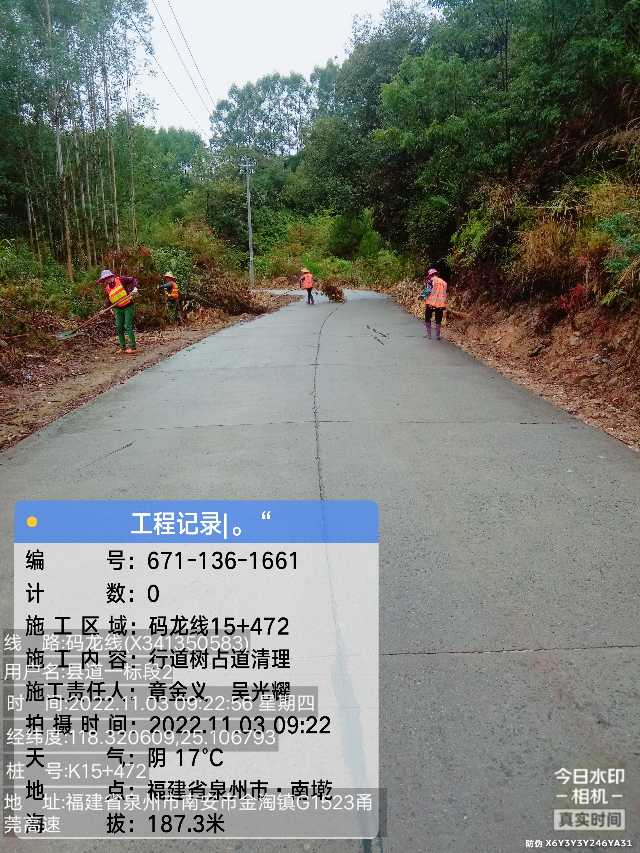 工程记录|。“
编 号：671-136-1661
计 数：0
施工区域：码龙线15+472
线 路:码龙线(X341350583)
施工内容：行道树占道清理
用户名:县道一标段2
施工责任人：章金义 吴光耀
时 间:2022.11.03 09:22:56 星期四
拍摄时间：2022.11.03 09:22
经纬度:118.320609,25.106793
天 气：阴 17℃
桩 号:K15+472
地 点：福建省泉州市·南墘
地 址:福建省泉州市南安市金淘镇G1523甬莞高速
海 拔：187.3米
今日水印
-相机-
真实时间
防伪 X6Y3Y3Y246YA31